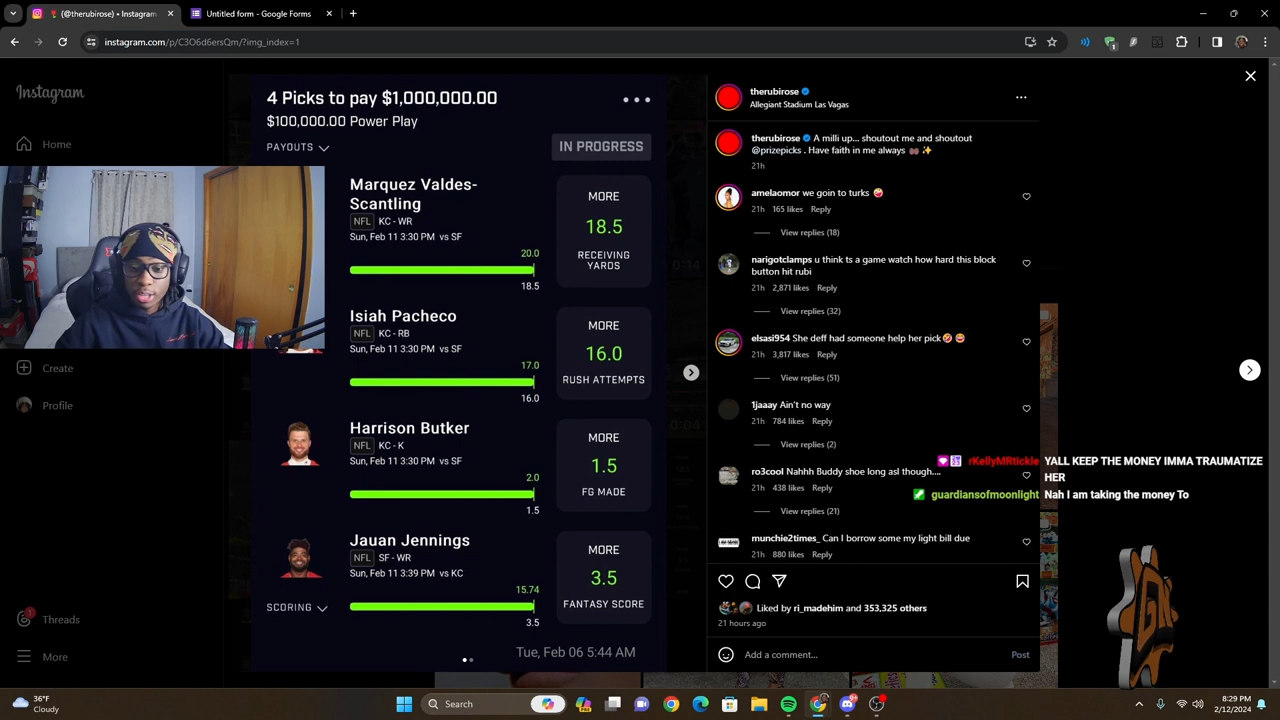 (@therubirose) • Instagram
Untitled form - Google Forms
instagram.com/p/C3O6d6ersQm/?img_index=1
Instagram
Home
Create
Profile
1
Threads
More
4 Picks to pay $1,000,000.00
$100,000.00 Power Play
PAYOUTS
IN PROGRESS
Marquez Valdes-
Scantling
NFL KC - WR
Sun, Feb 11 3:30 PM vs SF
20.0
18.5
MORE
18.5
RECEIVING
YARDS
Isiah Pacheco
NFL KC - RB
Sun, Feb 11 3:30 PM vs SF
17.0
16.0
MORE
16.0
RUSH ATTEMPTS
Harrison Butker
NFL KC - K
Sun, Feb 11 3:30 PM vs SF
2.0
1.5
MORE
1.5
FG MADE
Jauan Jennings
NFL SF - WR
Sun, Feb 11 3:39 PM vs KC
15.74
3.5
MORE
3.5
FANTASY SCORE
SCORING
Tue, Feb 06 5:44 AM
0:14
0:04
therubirose
Allegiant Stadium Las Vegas
therubirose A milli up... shoutout me and shoutout
@prizepicks . Have faith in me always
21h
amelaomor we goin to turks
21h 165 likes Reply
View replies (18)
narigotclamps u think ts a game watch how hard this block
button hit rubi
21h 2,871 likes Reply
View replies (32)
elsasi954 She deff had someone help her pick
21h 3,817 likes Reply
View replies (51)
1jaaay Ain't no way
21h 784 likes Reply
View replies (2)
ro3cool Nahhh Buddy shoe long asl though....
21h 438 likes Reply
View replies (21)
munchie2times_ Can I borrow some my light bill due
21h 880 likes Reply
Liked by ri_madehim and 353,325 others
21 hours ago
Add a comment...
Post
rKellyMRtickle YALL KEEP THE MONEY IMMA TRAUMATIZE
HER
guardiansofmoonlight Nah I am taking the money To
36°F
Cloudy
Search
8:29 PM
2/12/2024